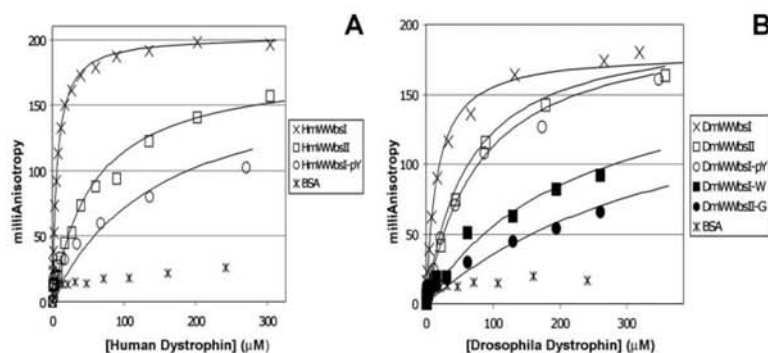 A
milliAnisotropy
200
150
100
50
0
0
100
200
300
[Human Dystrophin] (μM)
HmWWbsI
HmWWbsII
HmWWbsI-pY
BSA
B
milliAnisotropy
200
150
100
50
0
0
100
200
300
[Drosophila Dystrophin] (μM)
DmWWbsI
DmWWbsII
DmWWbsI-pY
DmWWbsI-W
DmWWbsII-G
BSA